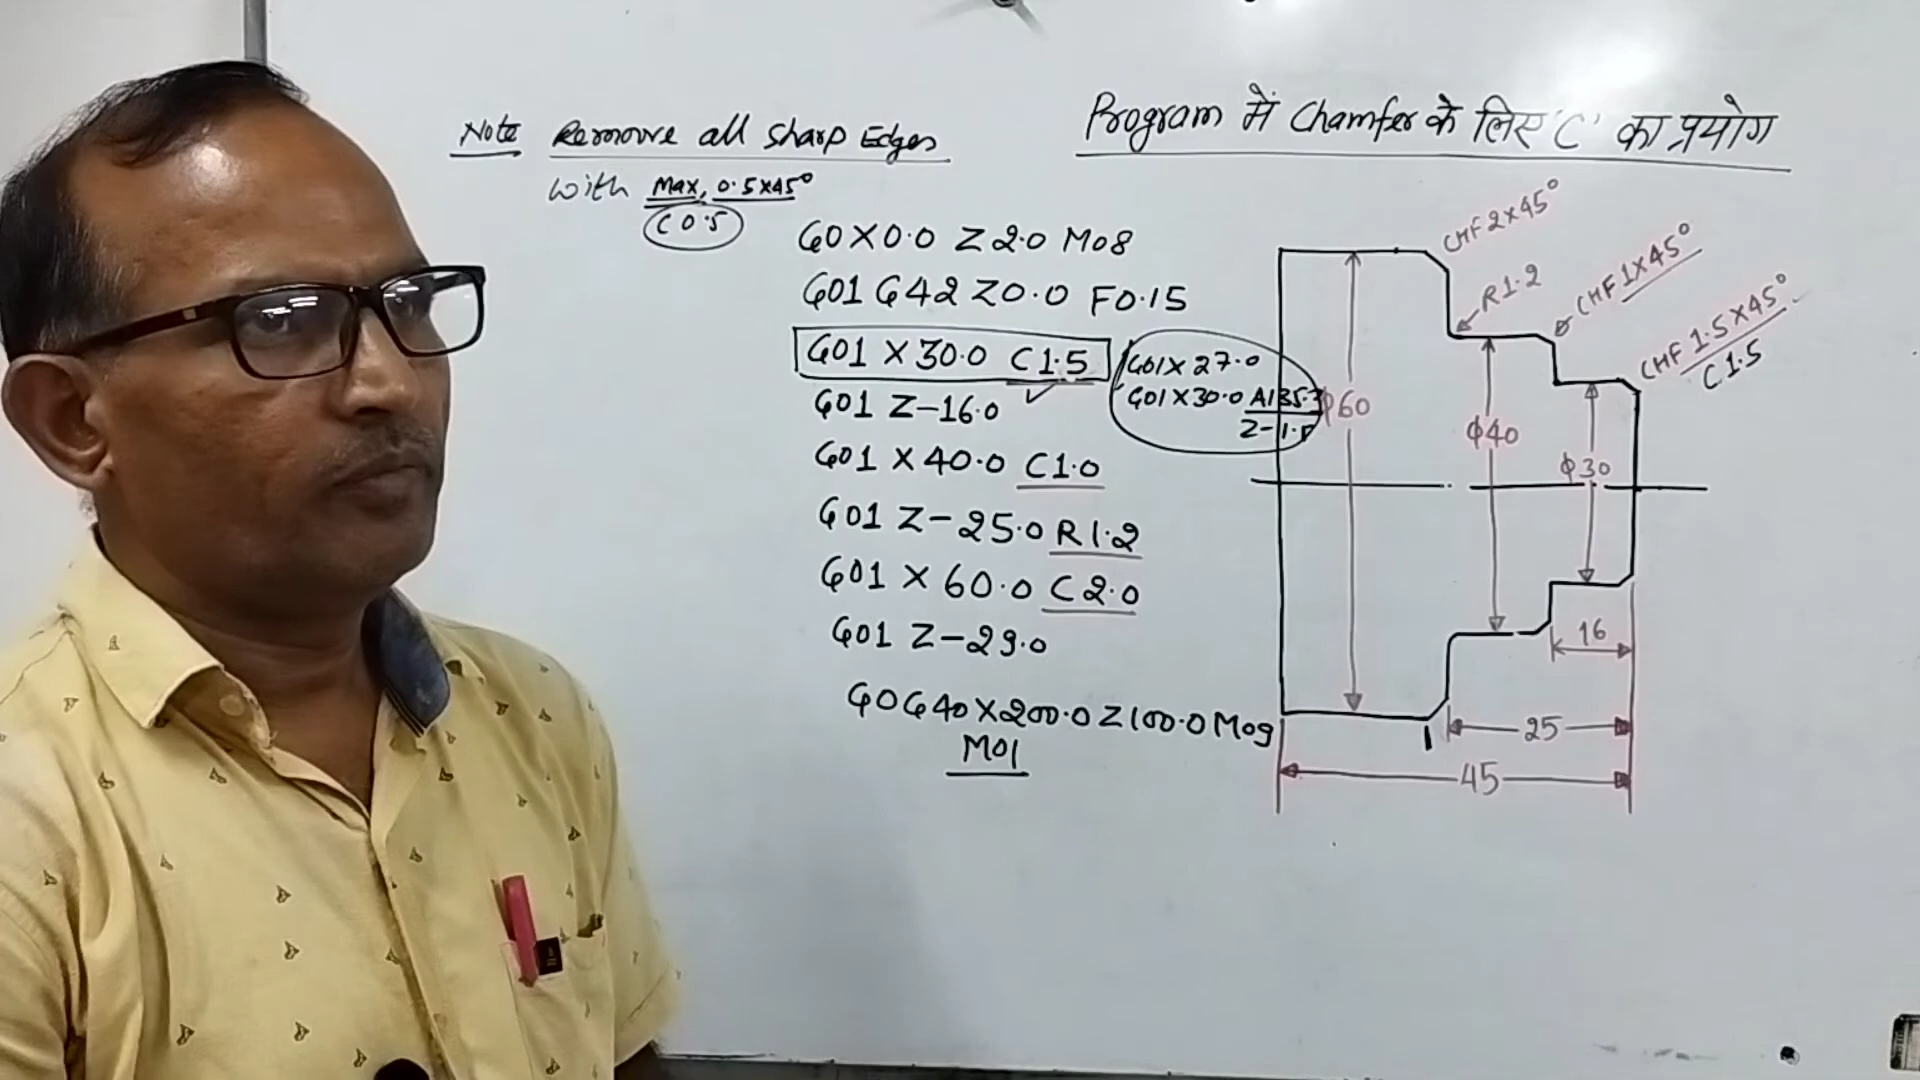 Note Remove all sharp Edges
with Max, 0.5x45°
C 0.5
Program में Chamfer के लिए 'C' का प्रयोग
G0 X0.0 Z2.0 M08
G01 G42 Z0.0 F0.15
G01 X30.0 C1.5
G01 Z-16.0
G01 X40.0 C1.0
G01 Z-25.0 R1.2
G01 X60.0 C2.0
G01 Z-29.0
G0 G40 X200.0 Z100.0 M09
M01
G01 X27.0
G01 X30.0 A135.
Z-1.5
CHF 2x45°
R1.2
CHF 1x45°
CHF 1.5x45°
C1.5
ϕ60
ϕ40
ϕ30
16
25
45